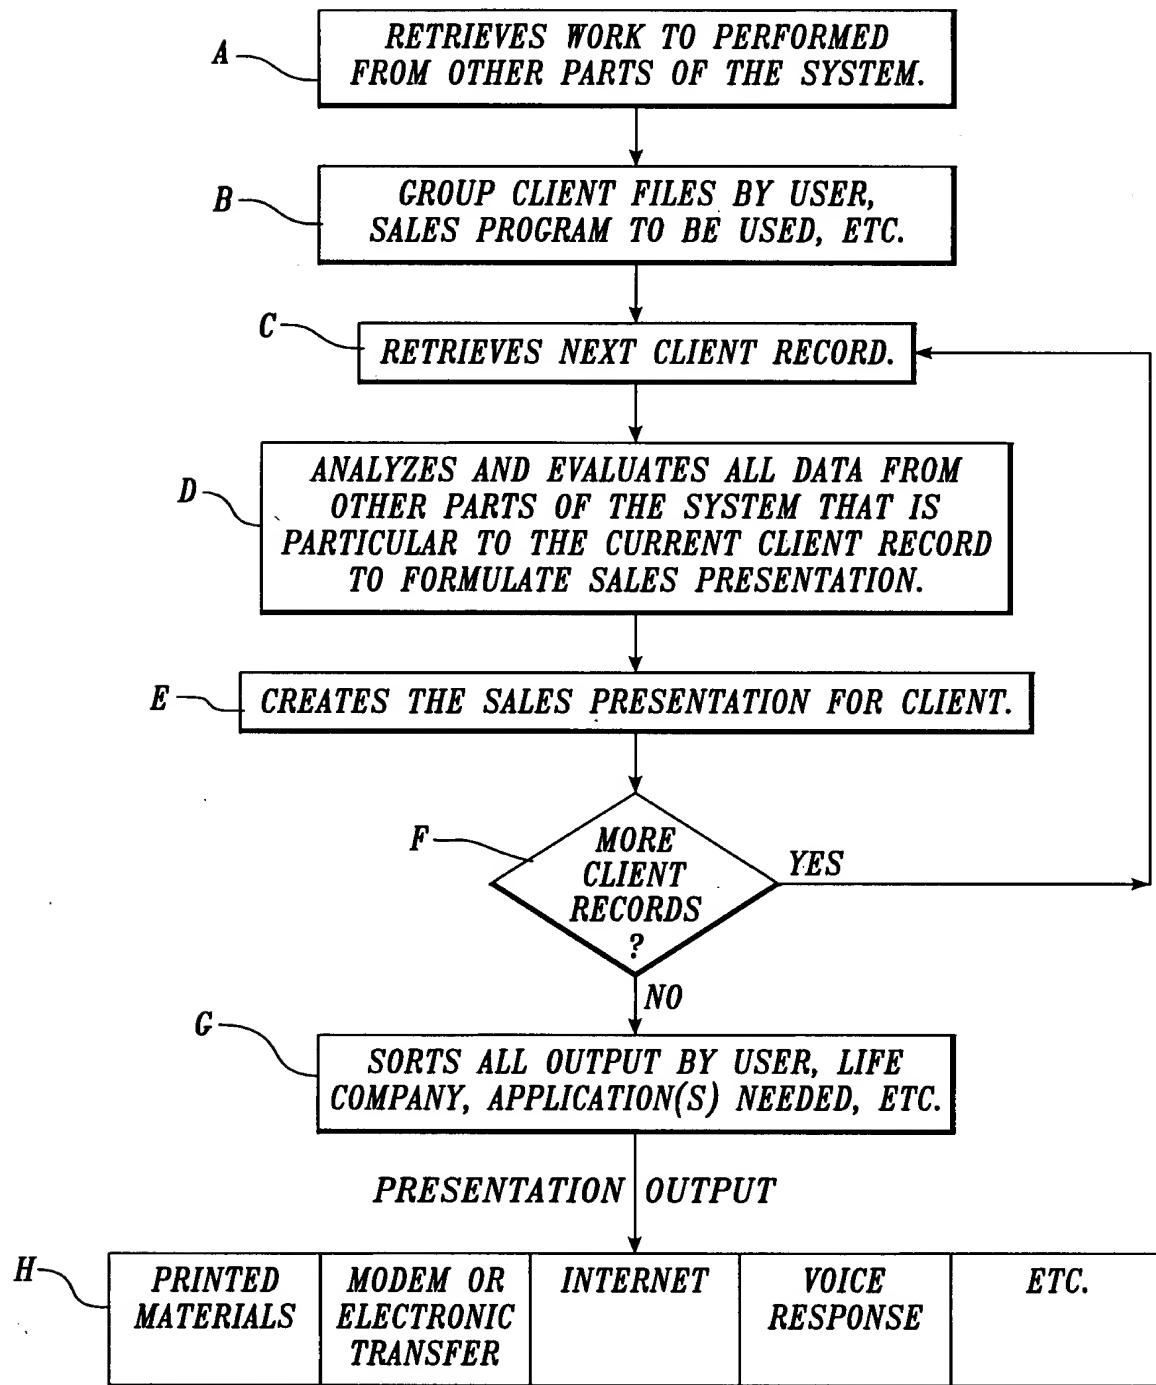 A
RETRIEVES WORK TO PERFORMED
FROM OTHER PARTS OF THE SYSTEM.
B
GROUP CLIENT FILES BY USER,
SALES PROGRAM TO BE USED, ETC.
C
RETRIEVES NEXT CLIENT RECORD.
D
ANALYZES AND EVALUATES ALL DATA FROM
OTHER PARTS OF THE SYSTEM THAT IS
PARTICULAR TO THE CURRENT CLIENT RECORD
TO FORMULATE SALES PRESENTATION.
E
CREATES THE SALES PRESENTATION FOR CLIENT.
F
MORE
CLIENT
RECORDS
?
YES
NO
G
SORTS ALL OUTPUT BY USER, LIFE
COMPANY, APPLICATION(S) NEEDED, ETC.
PRESENTATION OUTPUT
H
PRINTED
MATERIALS
MODEM OR
ELECTRONIC
TRANSFER
INTERNET
VOICE
RESPONSE
ETC.